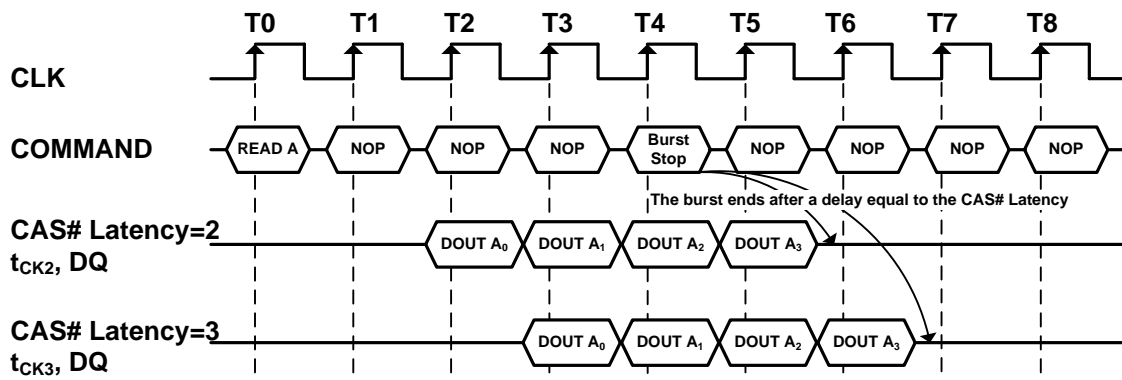 T0 T1 T2 T3 T4 T5 T6 T7 T8
CLK
COMMAND READ A NOP NOP NOP Burst Stop NOP NOP NOP NOP
The burst ends after a delay equal to the CAS# Latency
CAS# Latency=2
tCK2, DQ DOUT A0 DOUT A1 DOUT A2 DOUT A3
CAS# Latency=3
tCK3, DQ DOUT A0 DOUT A1 DOUT A2 DOUT A3